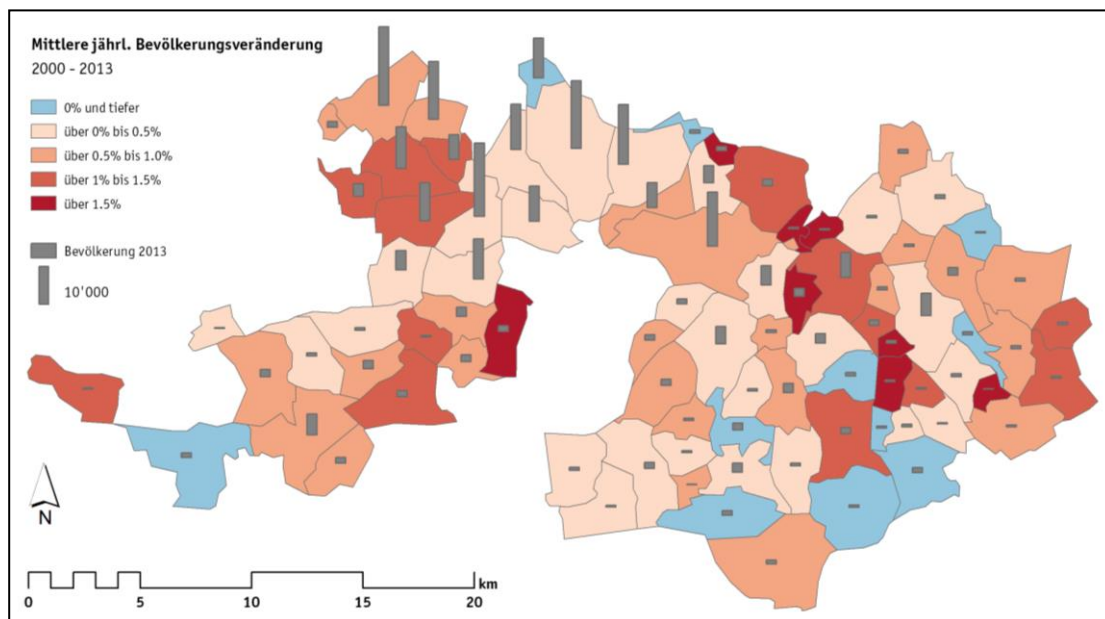 Mittlere jährl. Bevölkerungsveränderung
2000 - 2013
0% und tiefer
über 0% bis 0.5%
über 0.5% bis 1.0%
über 1% bis 1.5%
über 1.5%
Bevölkerung 2013
10'000
N
km
0 5 10 15 20